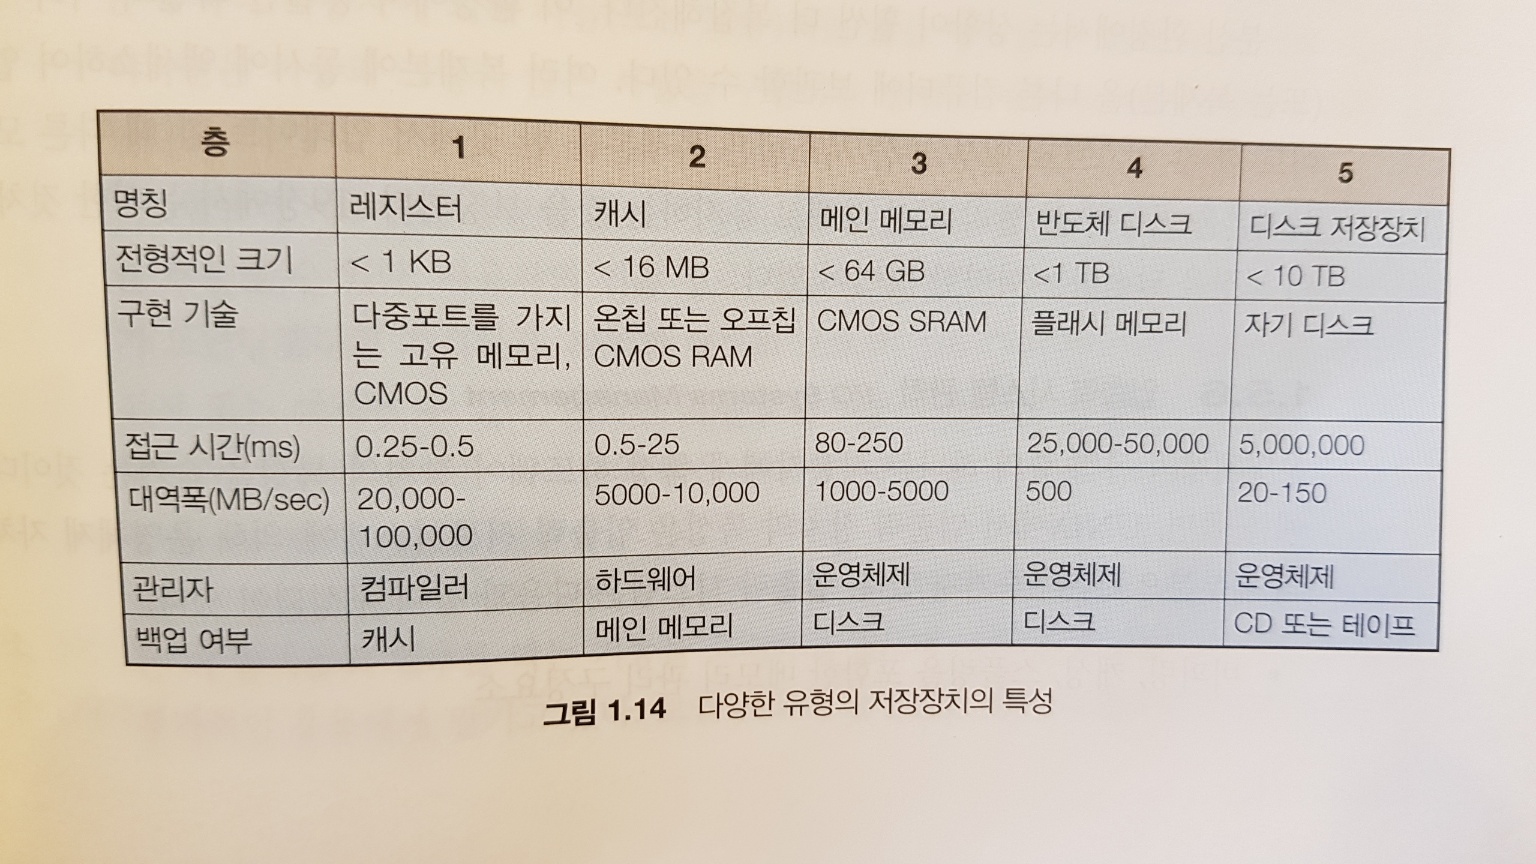 층 1 2 3 4 5
명칭 레지스터 캐시 메인 메모리 반도체 디스크 디스크 저장장치
전형적인 크기 < 1 KB < 16 MB < 64 GB <1 TB < 10 TB
구현 기술 다중포트를 가지 온칩 또는 오프칩 CMOS SRAM 플래시 메모리 자기 디스크
는 고유 메모리, CMOS RAM
CMOS
접근 시간(ms) 0.25-0.5 0.5-25 80-250 25,000-50,000 5,000,000
대역폭(MB/sec) 20,000- 5000-10,000 1000-5000 500 20-150
100,000
관리자 컴파일러 하드웨어 운영체제 운영체제 운영체제
백업 여부 캐시 메인 메모리 디스크 디스크 CD 또는 테이프
그림 1.14 다양한 유형의 저장장치의 특성